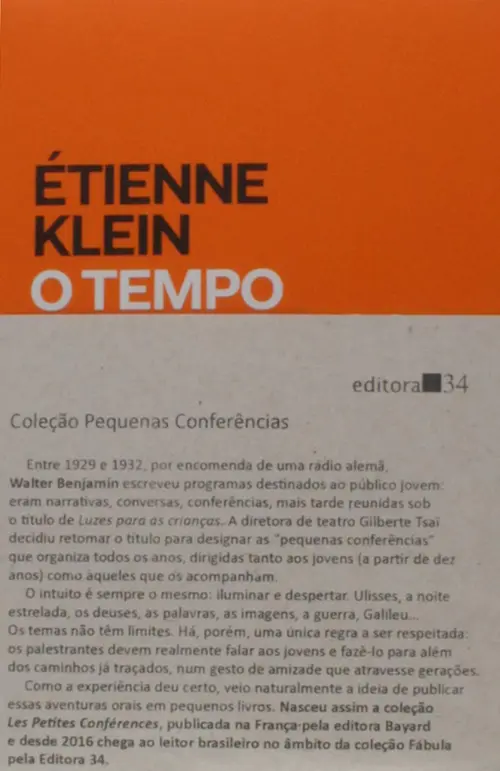 ÉTIENNE
KLEIN
O TEMPO
editora 34
Coleção Pequenas Conferências
Entre 1929 e 1932, por encomenda de uma rádio alemã,
Walter Benjamin escreveu programas destinados ao público jovem:
eram narrativas, conversas, conferências, mais tarde reunidas sob
o título de Luzes para as crianças. A diretora de teatro Gilberte Tsaï
decidiu retomar o título para designar as "pequenas conferências"
que organiza todos os anos, dirigidas tanto aos jovens (a partir de dez
anos) como àqueles que os acompanham.
O intuito é sempre o mesmo: iluminar e despertar. Ulisses, a noite
estrelada, os deuses, as palavras, as imagens, a guerra, Galileu...
Os temas não têm limites. Há, porém, uma única regra a ser respeitada:
os palestrantes devem realmente falar aos jovens e fazê-lo para além
dos caminhos já traçados, num gesto de amizade que atravesse gerações.
Como a experiência deu certo, veio naturalmente a ideia de publicar
essas aventuras orais em pequenos livros. Nasceu assim a coleção
Les Petites Conférences, publicada na França pela editora Bayard
e desde 2016 chega ao leitor brasileiro no âmbito da coleção Fábula
pela Editora 34.